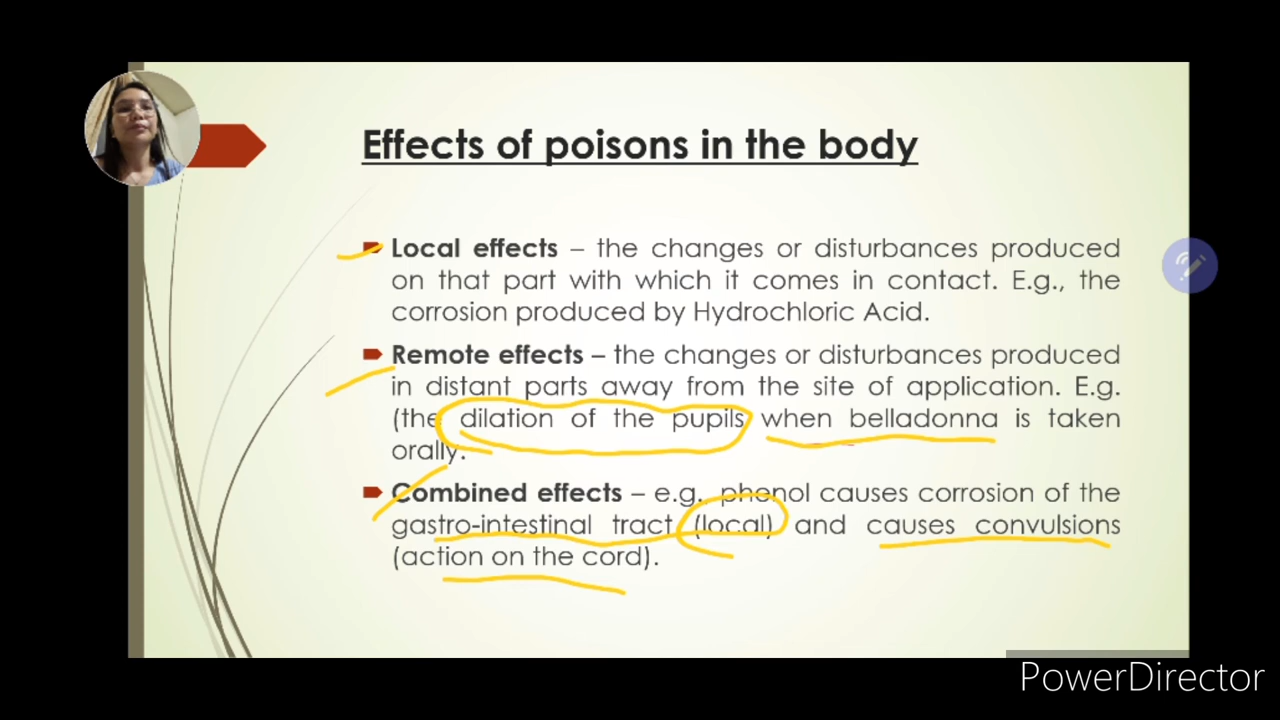 Effects of poisons in the body
Local effects – the changes or disturbances produced
on that part with which it comes in contact. E.g., the
corrosion produced by Hydrochloric Acid.
Remote effects – the changes or disturbances produced
in distant parts away from the site of application. E.g.
(the dilation of the pupils when belladonna is taken
orally.
Combined effects – e.g. phenol causes corrosion of the
gastro-intestinal tract (local) and causes convulsions
(action on the cord).
PowerDirector